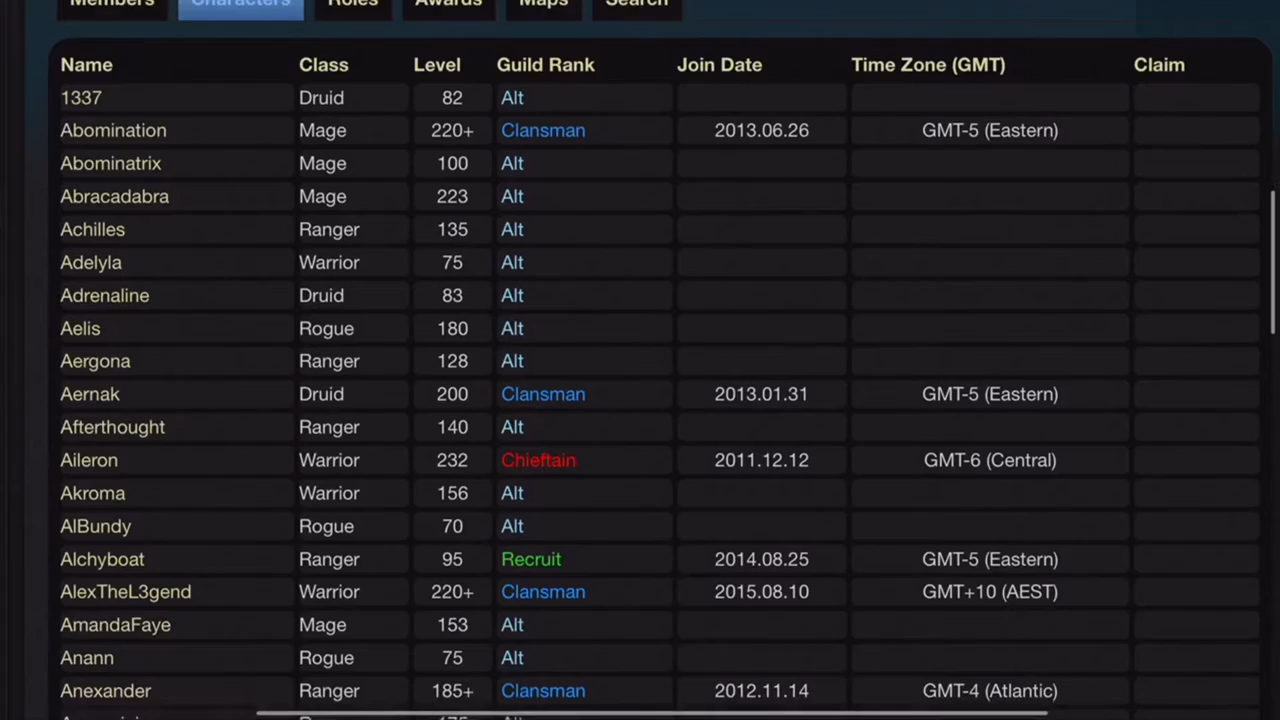 Members Characters Roles Awards Maps Search
Name Class Level Guild Rank Join Date Time Zone (GMT) Claim
1337 Druid 82 Alt
Abomination Mage 220+ Clansman 2013.06.26 GMT-5 (Eastern)
Abominatrix Mage 100 Alt
Abracadabra Mage 223 Alt
Achilles Ranger 135 Alt
Adelyla Warrior 75 Alt
Adrenaline Druid 83 Alt
Aelis Rogue 180 Alt
Aergona Ranger 128 Alt
Aernak Druid 200 Clansman 2013.01.31 GMT-5 (Eastern)
Afterthought Ranger 140 Alt
Aileron Warrior 232 Chieftain 2011.12.12 GMT-6 (Central)
Akroma Warrior 156 Alt
AlBundy Rogue 70 Alt
Alchyboat Ranger 95 Recruit 2014.08.25 GMT-5 (Eastern)
AlexTheL3gend Warrior 220+ Clansman 2015.08.10 GMT+10 (AEST)
AmandaFaye Mage 153 Alt
Anann Rogue 75 Alt
Anexander Ranger 185+ Clansman 2012.11.14 GMT-4 (Atlantic)